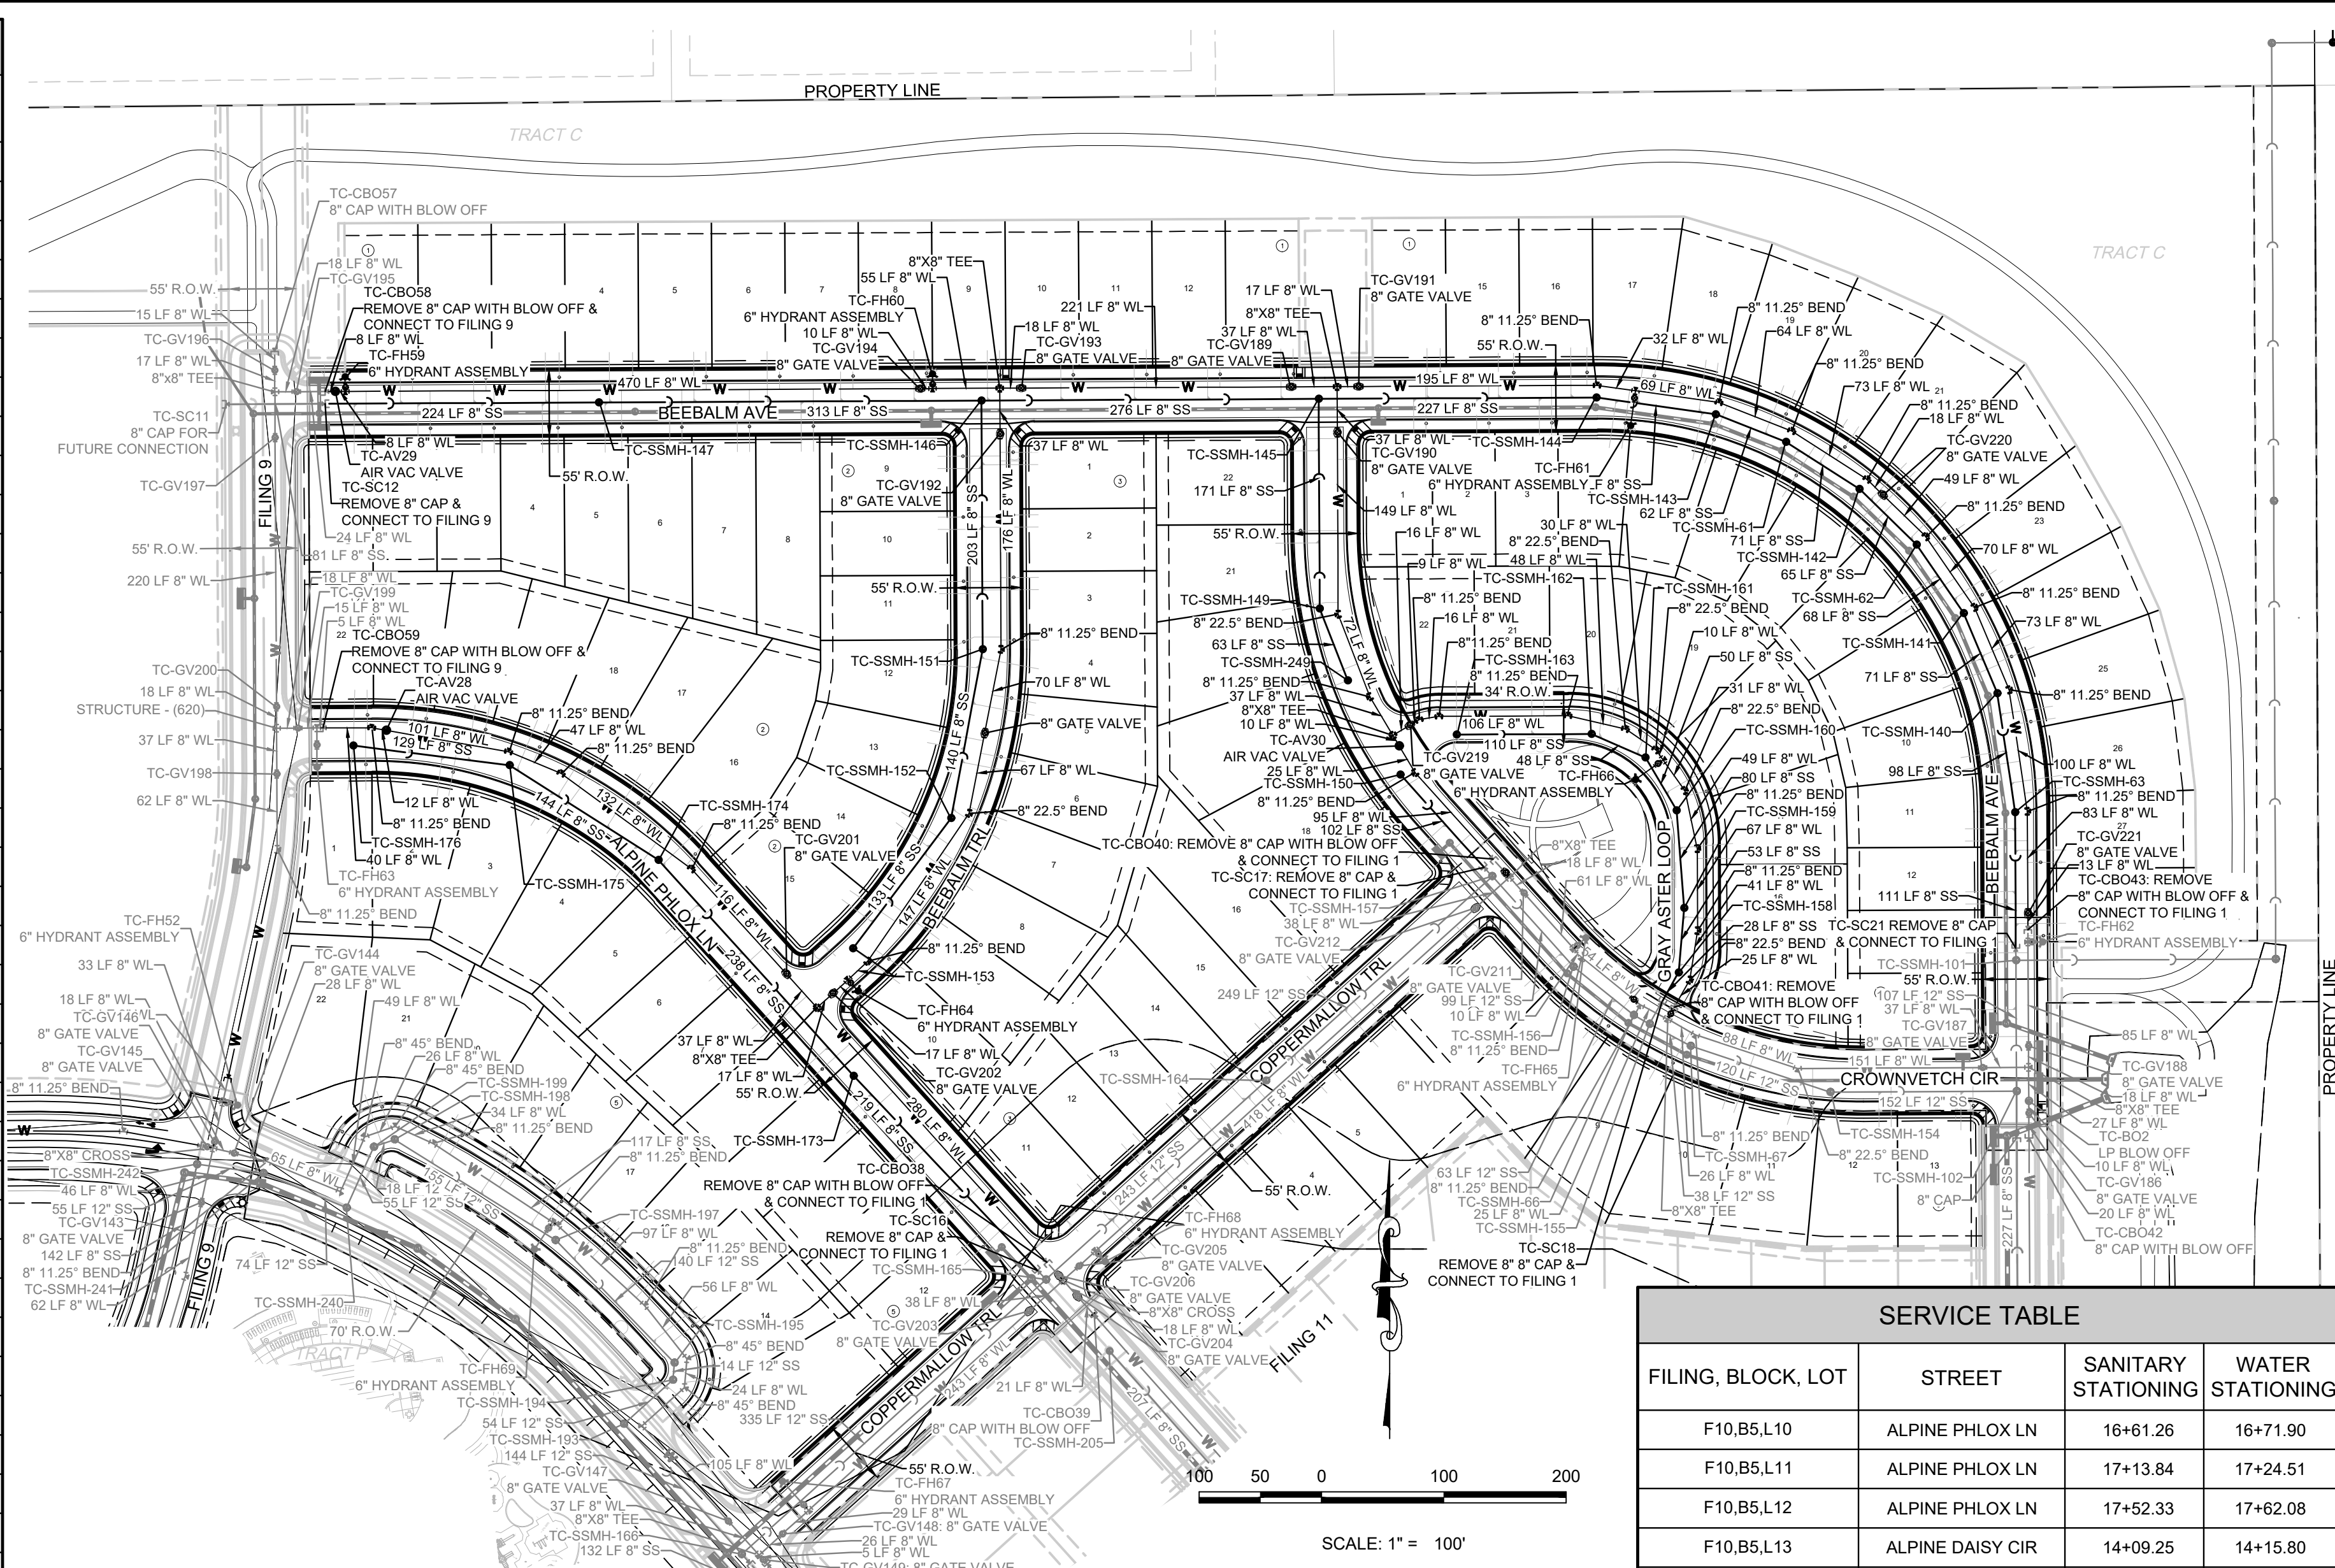 PROPERTY LINE
TRACT C
TRACT C
TC-CBO57
8" CAP WITH BLOW OFF
18 LF 8" WL
TC-GV195
55' R.O.W.
15 LF 8" WL
TC-GV196
17 LF 8" WL
8"x8" TEE
TC-SC11
8" CAP FOR
FUTURE CONNECTION
TC-GV197
FILING 9
55' R.O.W.
220 LF 8" WL
TC-CBO58
REMOVE 8" CAP WITH BLOW OFF &
CONNECT TO FILING 9
8 LF 8" WL
TC-FH59
6" HYDRANT ASSEMBLY
470 LF 8" WL
224 LF 8" SS
BEEBALM AVE
313 LF 8" SS
276 LF 8" SS
227 LF 8" SS
8 LF 8" WL
TC-AV29
AIR VAC VALVE
TC-SC12
REMOVE 8" CAP &
CONNECT TO FILING 9
24 LF 8" WL
81 LF 8" SS
55' R.O.W.
TC-SSMH-147
8"X8" TEE
55 LF 8" WL
TC-FH60
6" HYDRANT ASSEMBLY
10 LF 8" WL
TC-GV194
8" GATE VALVE
221 LF 8" WL
18 LF 8" WL
TC-GV193
8" GATE VALVE
17 LF 8" WL
8"X8" TEE
37 LF 8" WL
TC-GV189
8" GATE VALVE
TC-GV191
8" GATE VALVE
8" 11.25° BEND
55' R.O.W.
195 LF 8" WL
32 LF 8" WL
8" 11.25° BEND
64 LF 8" WL
8" 11.25° BEND
69 LF 8" WL
73 LF 8" WL
8" 11.25° BEND
18 LF 8" WL
TC-GV220
8" GATE VALVE
49 LF 8" WL
8" 11.25° BEND
70 LF 8" WL
8" 11.25° BEND
73 LF 8" WL
8" 11.25° BEND
100 LF 8" WL
TC-SSMH-63
8" 11.25° BEND
83 LF 8" WL
TC-GV221
8" GATE VALVE
13 LF 8" WL
TC-CBO43: REMOVE
8" CAP WITH BLOW OFF &
CONNECT TO FILING 1
TC-FH62
6" HYDRANT ASSEMBLY
TC-SSMH-146
TC-GV192
8" GATE VALVE
37 LF 8" WL
203 LF 8" SS
176 LF 8" WL
55' R.O.W.
TC-SSMH-151
8" 11.25° BEND
70 LF 8" WL
8" GATE VALVE
TC-SSMH-152
140 LF 8" SS
67 LF 8" WL
8" 22.5° BEND
133 LF 8" SS
147 LF 8" WL
BEEBALM TRL
8" 11.25° BEND
TC-SSMH-153
TC-FH64
6" HYDRANT ASSEMBLY
17 LF 8" WL
TC-GV202
8" GATE VALVE
TC-SSMH-145
171 LF 8" SS
55' R.O.W.
37 LF 8" WL
TC-GV190
8" GATE VALVE
149 LF 8" WL
16 LF 8" WL
9 LF 8" WL
8" 11.25° BEND
16 LF 8" WL
8"11.25° BEND
TC-SSMH-163
8" 11.25° BEND
34' R.O.W.
106 LF 8" WL
110 LF 8" SS
48 LF 8" SS
TC-FH66
6" HYDRANT ASSEMBLY
TC-SSMH-144
TC-FH61
6" HYDRANT ASSEMBLY
LF 8" SS
TC-SSMH-143
62 LF 8" SS
TC-SSMH-61
71 LF 8" SS
TC-SSMH-142
65 LF 8" SS
TC-SSMH-62
68 LF 8" SS
TC-SSMH-141
71 LF 8" SS
TC-SSMH-140
98 LF 8" SS
BEEBALM AVE
111 LF 8" SS
TC-SC21 REMOVE 8" CAP
& CONNECT TO FILING 1
TC-SSMH-101
55' R.O.W.
107 LF 12" SS
37 LF 8" WL
TC-GV187
8" GATE VALVE
30 LF 8" WL
8" 22.5° BEND
48 LF 8" WL
TC-SSMH-162
TC-SSMH-161
8" 22.5° BEND
10 LF 8" WL
50 LF 8" SS
31 LF 8" WL
8" 22.5° BEND
TC-SSMH-160
49 LF 8" WL
80 LF 8" SS
8" 11.25° BEND
TC-SSMH-159
67 LF 8" WL
53 LF 8" SS
8" 11.25° BEND
41 LF 8" WL
TC-SSMH-158
28 LF 8" SS
8" 22.5° BEND
25 LF 8" WL
TC-CBO41: REMOVE
8" CAP WITH BLOW OFF
& CONNECT TO FILING 1
GRAY ASTER LOOP
TC-SSMH-149
8" 22.5° BEND
72 LF 8" WL
63 LF 8" SS
TC-SSMH-249
8" 11.25° BEND
37 LF 8" WL
8"X8" TEE
10 LF 8" WL
TC-AV30
AIR VAC VALVE
25 LF 8" WL
TC-SSMH-150
8" 11.25° BEND
TC-GV219
8" GATE VALVE
95 LF 8" WL
102 LF 8" SS
TC-CBO40: REMOVE 8" CAP WITH BLOW OFF
& CONNECT TO FILING 1
TC-SC17: REMOVE 8" CAP &
CONNECT TO FILING 1
TC-SSMH-157
38 LF 8" WL
TC-GV212
8" GATE VALVE
8"X8" TEE
18 LF 8" WL
61 LF 8" WL
54 LF 8" WL
TC-GV211
8" GATE VALVE
99 LF 12" SS
10 LF 8" WL
TC-SSMH-156
8" 11.25° BEND
TC-FH65
6" HYDRANT ASSEMBLY
249 LF 12" SS
COPPERMALLOW TRL
TC-SSMH-164
418 LF 8" WL
243 LF 12" SS
55' R.O.W.
88 LF 8" WL
120 LF 12" SS
151 LF 8" WL
CROWNVETCH CIR
152 LF 12" SS
85 LF 8" WL
TC-GV188
8" GATE VALVE
18 LF 8" WL
8"X8" TEE
27 LF 8" WL
TC-BO2
LP BLOW OFF
10 LF 8" WL
TC-GV186
8" GATE VALVE
20 LF 8" WL
TC-CBO42
8" CAP WITH BLOW OFF
227 LF 8" SS
8" 11.25° BEND
TC-SSMH-154
8" 22.5° BEND
TC-SSMH-67
26 LF 8" WL
38 LF 12" SS
8"X8" TEE
TC-SSMH-102
8" CAP
63 LF 12" SS
8" 11.25° BEND
TC-SSMH-66
25 LF 8" WL
TC-SSMH-155
TC-SC18
REMOVE 8" 8" CAP &
CONNECT TO FILING 1
PROPERTY LINE
18 LF 8" WL
TC-GV199
15 LF 8" WL
5 LF 8" WL
TC-CBO59
REMOVE 8" CAP WITH BLOW OFF &
CONNECT TO FILING 9
TC-AV28
AIR VAC VALVE
TC-GV200
18 LF 8" WL
STRUCTURE - (620)
37 LF 8" WL
TC-GV198
62 LF 8" WL
101 LF 8" WL
129 LF 8" SS
8" 11.25° BEND
47 LF 8" WL
8" 11.25° BEND
132 LF 8" WL
144 LF 8" SS
ALPINE PHLOX LN
TC-SSMH-174
8" 11.25° BEND
TC-GV201
8" GATE VALVE
116 LF 8" WL
238 LF 8" SS
12 LF 8" WL
8" 11.25° BEND
TC-SSMH-176
40 LF 8" WL
TC-FH63
6" HYDRANT ASSEMBLY
8" 11.25° BEND
TC-SSMH-175
37 LF 8" WL
8"X8" TEE
17 LF 8" WL
55' R.O.W.
TC-SSMH-173
219 LF 8" SS
280 LF 8" WL
TC-CBO38
REMOVE 8" CAP WITH BLOW OFF
& CONNECT TO FILING 1
TC-SC16
REMOVE 8" CAP &
CONNECT TO FILING 1
TC-SSMH-165
38 LF 8" WL
TC-GV203
8" GATE VALVE
TC-FH68
6" HYDRANT ASSEMBLY
TC-GV205
8" GATE VALVE
TC-GV206
8" GATE VALVE
8"X8" CROSS
18 LF 8" WL
TC-GV204
8" GATE VALVE
FILING 11
COPPERMALLOW TRL
243 LF 8" WL
21 LF 8" WL
TC-CBO39
8" CAP WITH BLOW OFF
TC-SSMH-205
207 LF 8" SS
TC-FH52
6" HYDRANT ASSEMBLY
33 LF 8" WL
18 LF 8" WL
TC-GV146
8" GATE VALVE
TC-GV145
8" GATE VALVE
8" 11.25° BEND
TC-GV144
8" GATE VALVE
28 LF 8" WL
49 LF 8" WL
8" 45° BEND
26 LF 8" WL
8" 45° BEND
TC-SSMH-199
TC-SSMH-198
34 LF 8" WL
8" 11.25° BEND
117 LF 8" SS
8" 11.25° BEND
8"X8" CROSS
TC-SSMH-242
46 LF 8" WL
55 LF 12" SS
TC-GV143
8" GATE VALVE
142 LF 8" SS
8" 11.25° BEND
TC-SSMH-241
62 LF 8" WL
FILING 9
65 LF 8" WL
18 LF 12"
55 LF 12" SS
155 LF 12" SS
TC-SSMH-197
97 LF 8" WL
8" 11.25° BEND
140 LF 12" SS
56 LF 8" WL
74 LF 12" SS
TC-SSMH-240
70' R.O.W.
TRACT P
TC-SSMH-195
8" 45° BEND
14 LF 12" SS
24 LF 8" WL
8" 45° BEND
335 LF 12" SS
TC-FH69
6" HYDRANT ASSEMBLY
TC-SSMH-194
54 LF 12" SS
TC-SSMH-193
144 LF 12" SS
TC-GV147
8" GATE VALVE
37 LF 8" WL
8"X8" TEE
TC-SSMH-166
132 LF 8" SS
105 LF 8" WL
55' R.O.W.
TC-FH67
6" HYDRANT ASSEMBLY
29 LF 8" WL
TC-GV148: 8" GATE VALVE
26 LF 8" WL
5 LF 8" WL
TC-GV149: 8" GATE VALVE
100 50 0 100 200
SCALE: 1" = 100'
SERVICE TABLE
FILING, BLOCK, LOT STREET SANITARY STATIONING WATER STATIONING
F10,B5,L10 ALPINE PHLOX LN 16+61.26 16+71.90
F10,B5,L11 ALPINE PHLOX LN 17+13.84 17+24.51
F10,B5,L12 ALPINE PHLOX LN 17+52.33 17+62.08
F10,B5,L13 ALPINE DAISY CIR 14+09.25 14+15.80